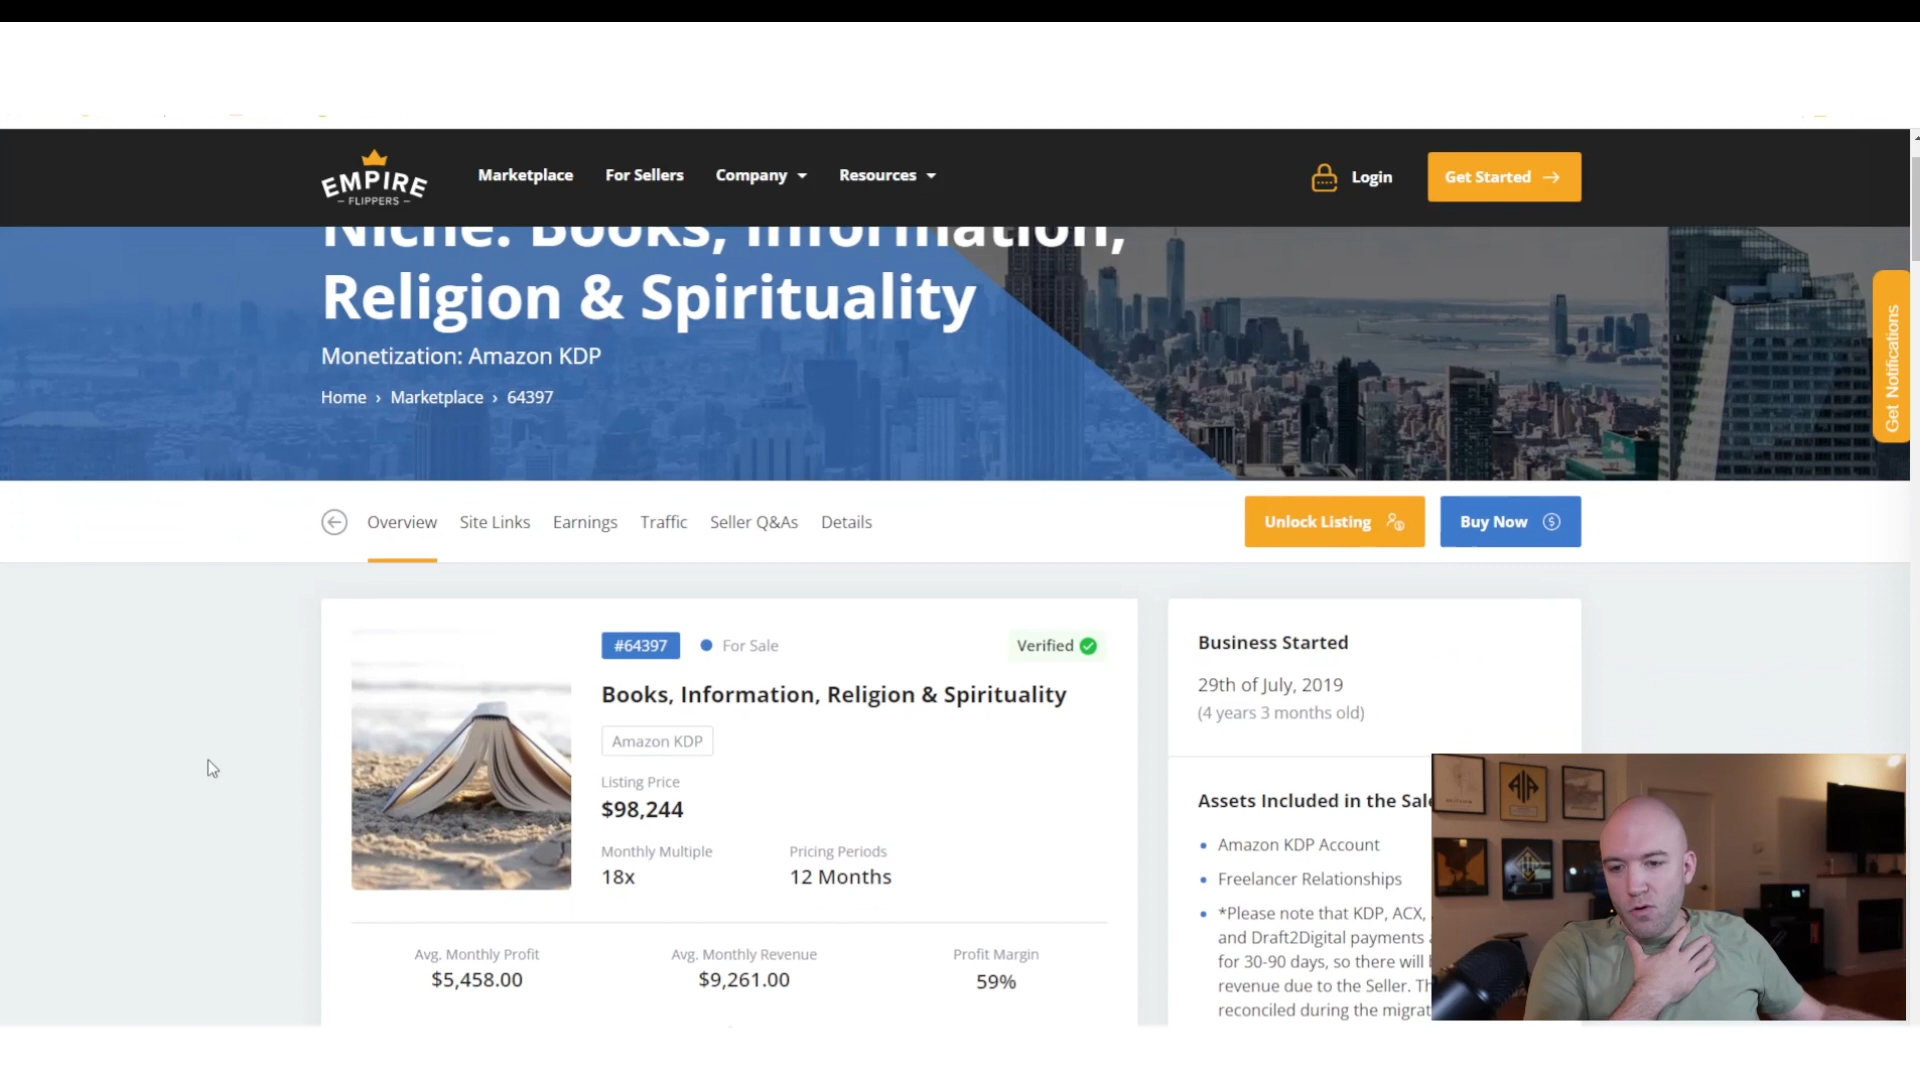 EMPIRE
FLIPPERS
Marketplace
For Sellers
Company
Resources
Login
Get Started
Niche: Books, Information,
Religion & Spirituality
Monetization: Amazon KDP
Home › Marketplace › 64397
Get Notifications
Overview
Site Links
Earnings
Traffic
Seller Q&As
Details
Unlock Listing
Buy Now
#64397
For Sale
Verified
Books, Information, Religion & Spirituality
Amazon KDP
Listing Price
$98,244
Monthly Multiple
Pricing Periods
18x
12 Months
Avg. Monthly Profit
Avg. Monthly Revenue
Profit Margin
$5,458.00
$9,261.00
59%
Business Started
29th of July, 2019
(4 years 3 months old)
Assets Included in the
Amazon KDP Account
Freelancer Relationships
*Please note that KDP, ACX,
and Draft2Digital payments
for 30-90 days, so there will
revenue due to the Seller.
reconciled during the